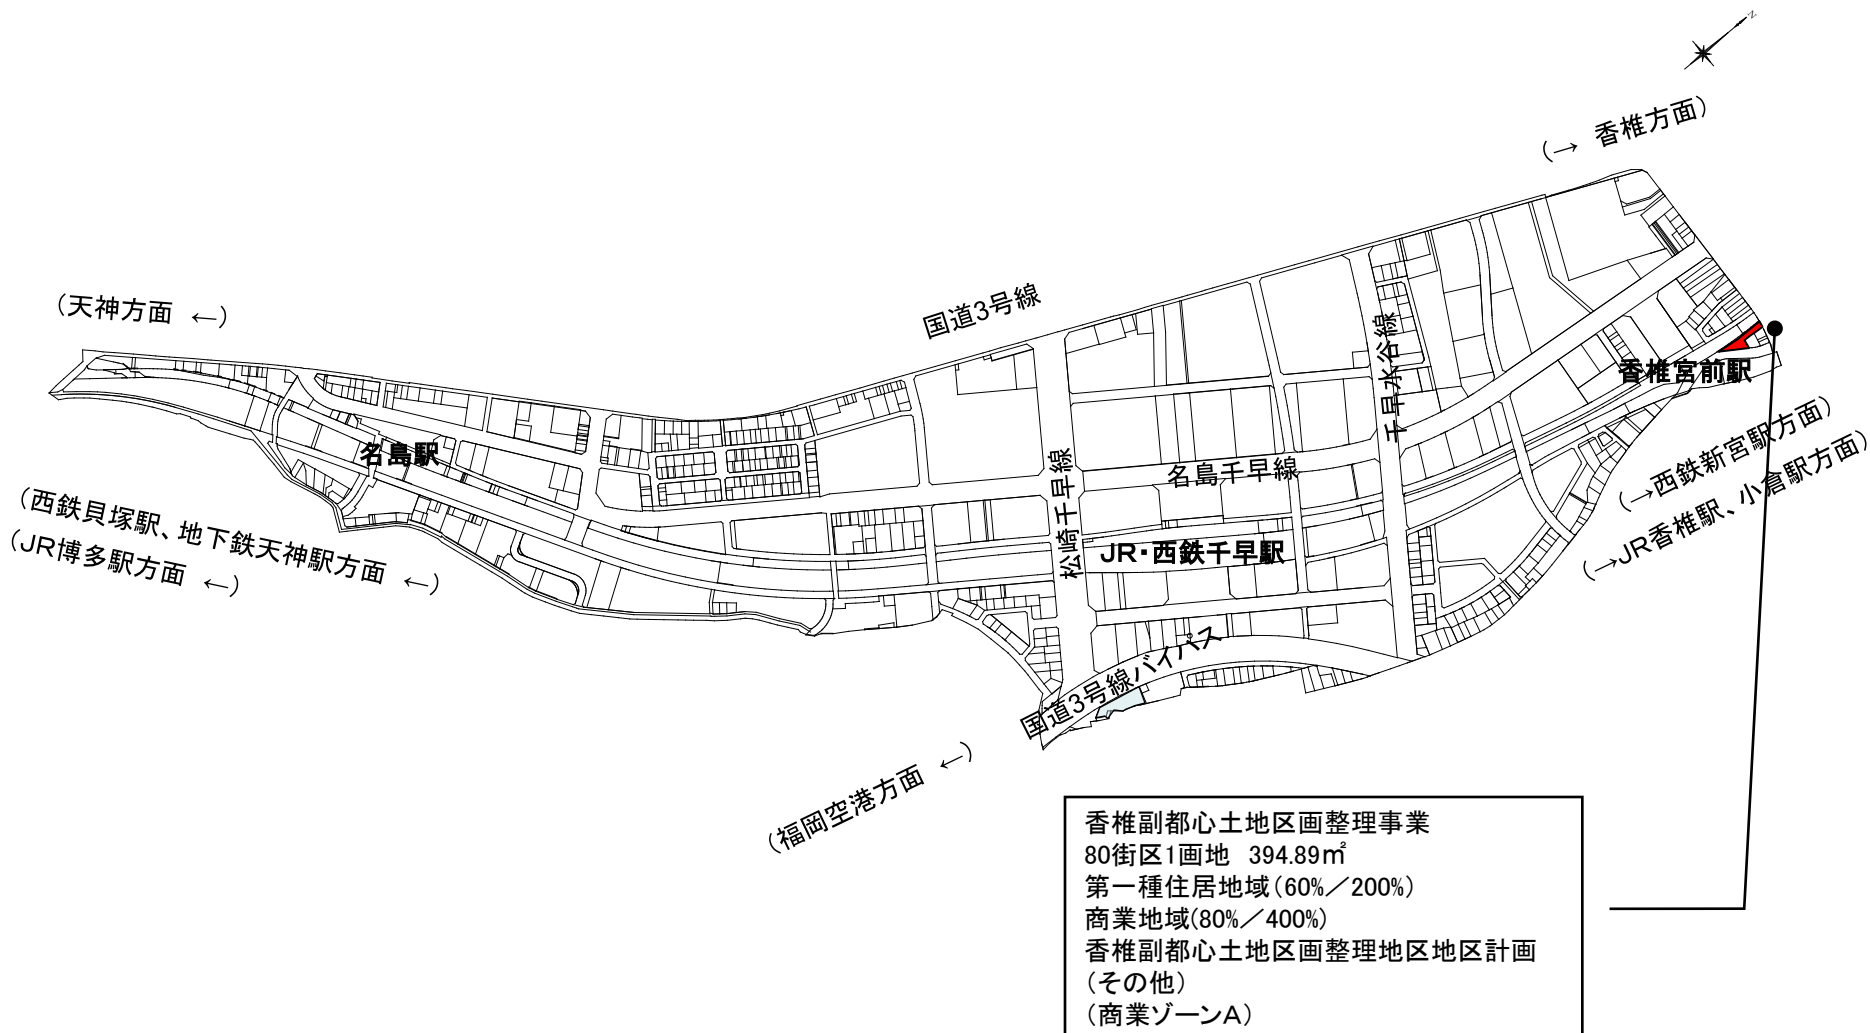 N
(→ 香椎方面)
(天神方面 ←)
国道3号線
千早水谷線
香椎宮前駅
名島駅
松崎千早線
名島千早線
(→西鉄新宮駅方面)
(→JR香椎駅、小倉駅方面)
(西鉄貝塚駅、地下鉄天神駅方面 ←)
(JR博多駅方面 ←)
JR・西鉄千早駅
国道3号線バイパス
(福岡空港方面 ←)
香椎副都心土地区画整理事業
80街区1画地 394.89㎡
第一種住居地域(60%/200%)
商業地域(80%/400%)
香椎副都心土地区画整理地区地区計画
(その他)
(商業ゾーンA)